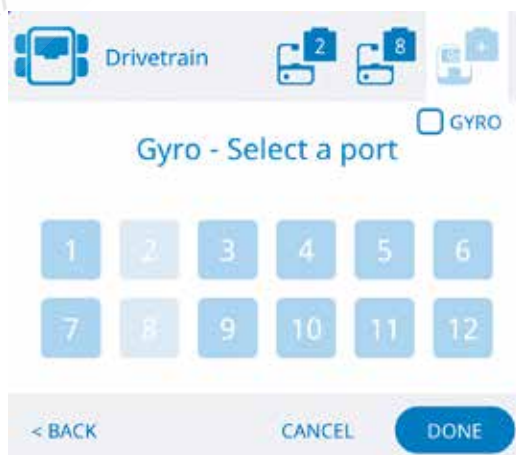 Drivetrain 2 8 +
GYRO
Gyro - Select a port
1 2 3 4 5 6
7 8 9 10 11 12
< BACK CANCEL DONE